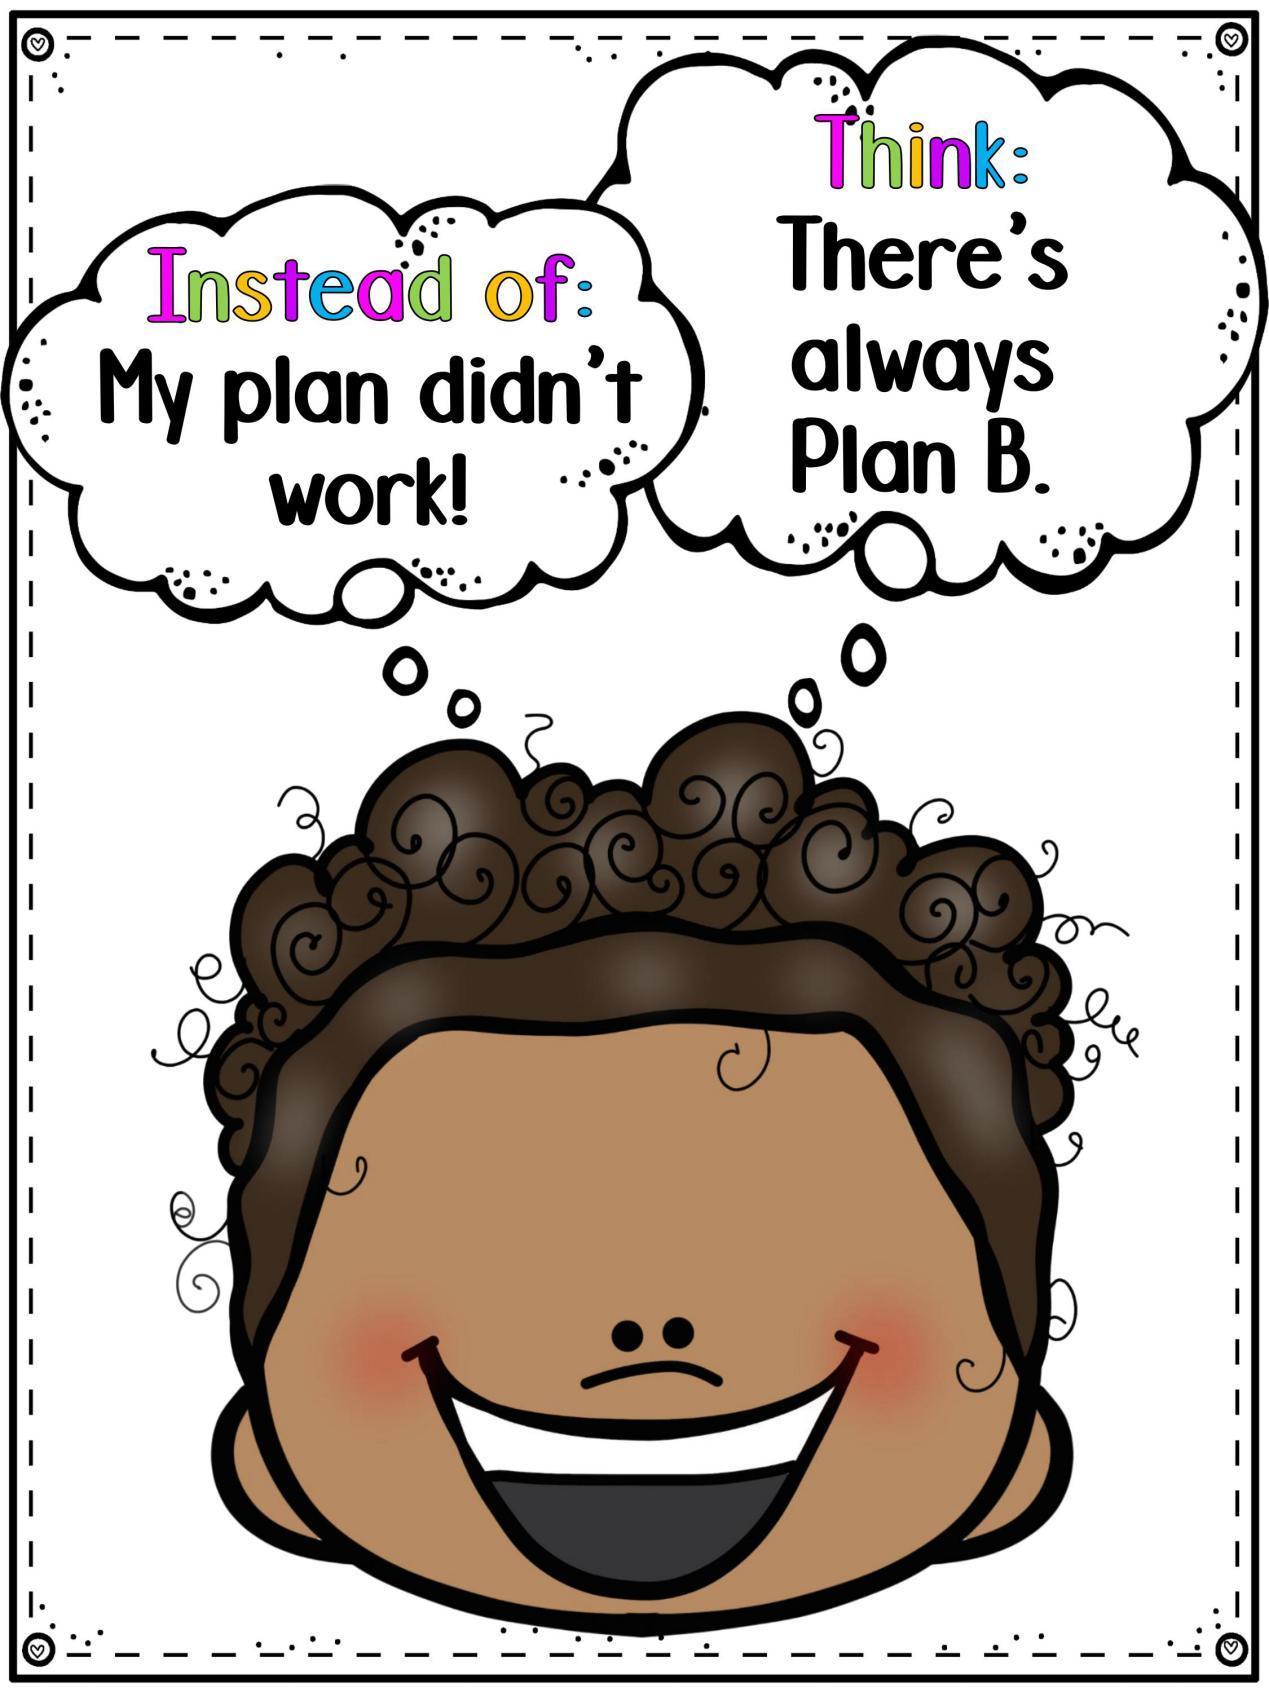 Instead of:
My plan didn't
work!
Think:
There's
always
Plan B.